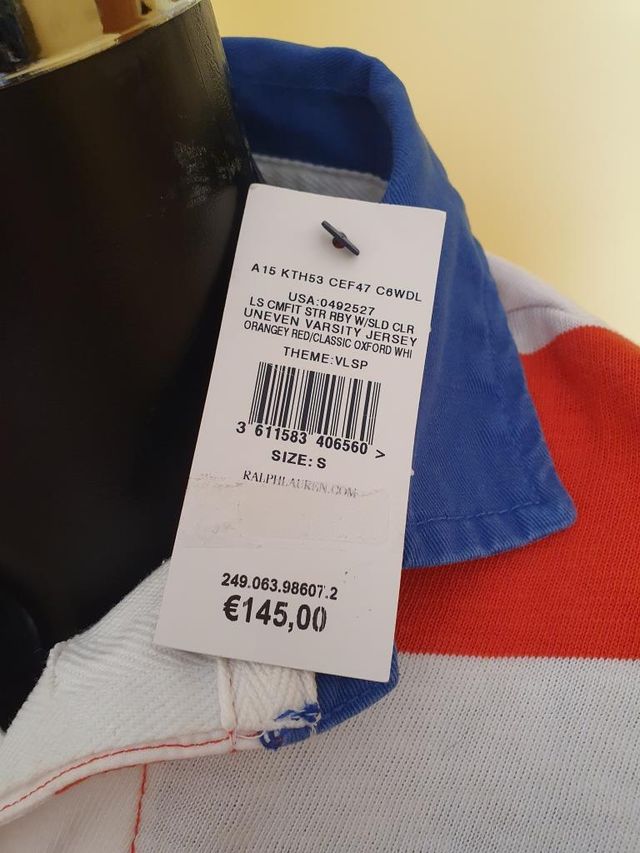 A15 KTH53 CEF47 C6WDL
USA:0492527
LS CMFIT STR RBY W/SLD CLR
UNEVEN VARSITY JERSEY
ORANGEY RED/CLASSIC OXFORD WHI
THEME:VLSP
3 611583 406560 >
SIZE: S
RALPHLAUREN.COM
249.063.98607.2
€145,00